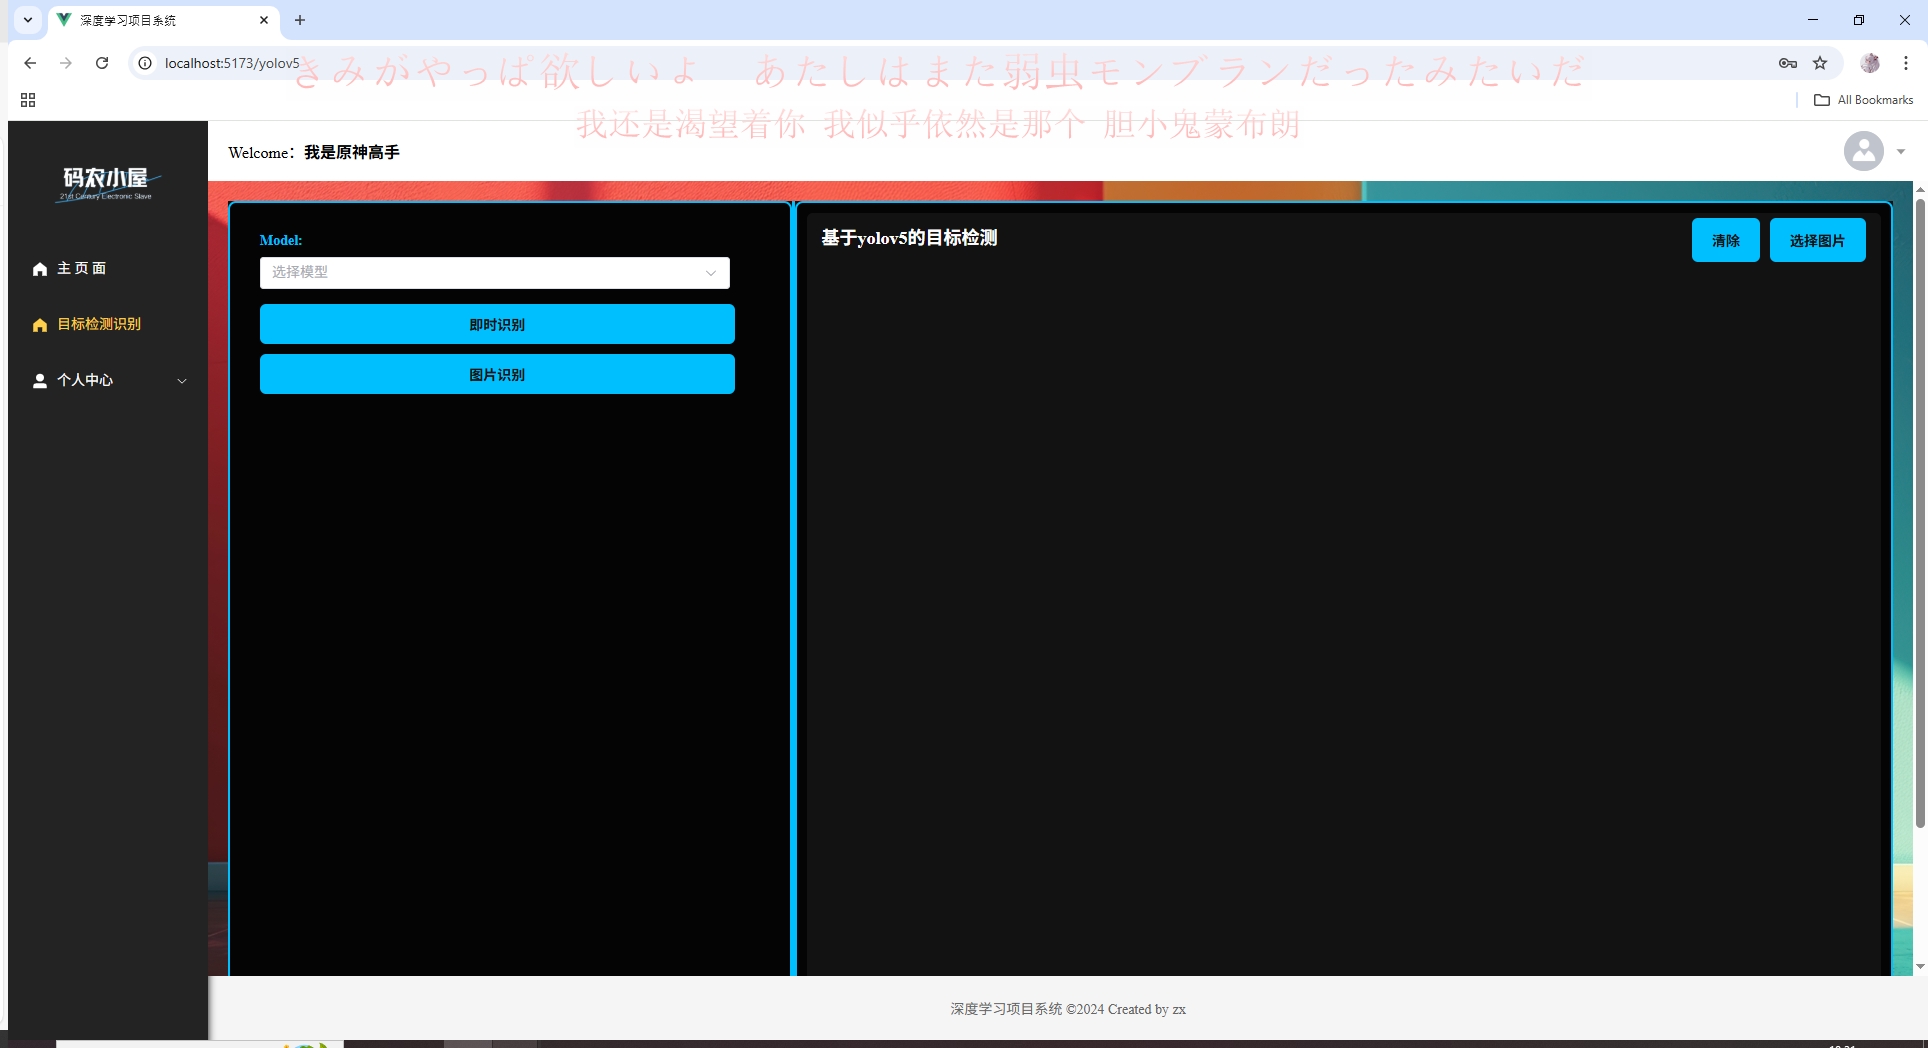 深度学习项目系统
localhost:5173/yolov5
きみがやっぱ欲しいよ　あたしはまた弱虫モンブランだったみたいだ
All Bookmarks
我还是渴望着你 我似乎依然是那个 胆小鬼蒙布朗
Welcome：我是原神高手
码农小屋
21st Century Electronic Slave
主页面
目标检测识别
个人中心
Model:
选择模型
即时识别
图片识别
基于yolov5的目标检测
清除
选择图片
深度学习项目系统 ©2024 Created by zx